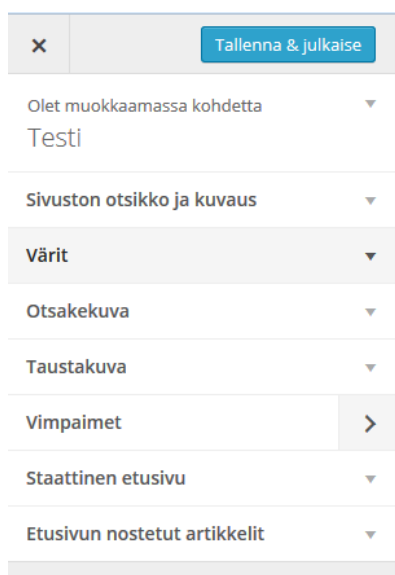 Tallenna & julkaise
Olet muokkaamassa kohdetta
Testi
Sivuston otsikko ja kuvaus
Värit
Otsakekuva
Taustakuva
Vimpaimet
Staattinen etusivu
Etusivun nostetut artikkelit